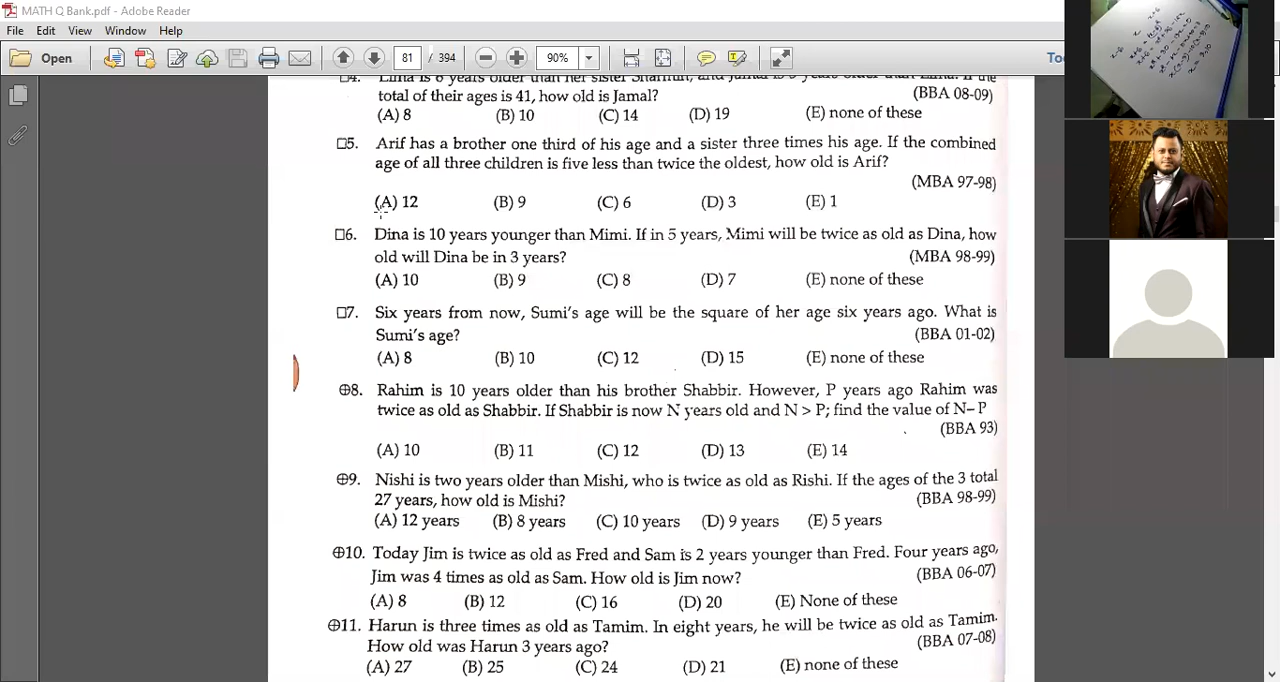 MATH Q Bank.pdf - Adobe Reader
File Edit View Window Help
Open 81 / 394 90%
4. is 6 years older than her sister
total of their ages is 41, how old is Jamal? (BBA 08-09)
(A) 8 (B) 10 (C) 14 (D) 19 (E) none of these
5. Arif has a brother one third of his age and a sister three times his age. If the combined
age of all three children is five less than twice the oldest, how old is Arif?
(MBA 97-98)
(A) 12 (B) 9 (C) 6 (D) 3 (E) 1
6. Dina is 10 years younger than Mimi. If in 5 years, Mimi will be twice as old as Dina, how
old will Dina be in 3 years? (MBA 98-99)
(A) 10 (B) 9 (C) 8 (D) 7 (E) none of these
7. Six years from now, Sumi's age will be the square of her age six years ago. What is
Sumi's age? (BBA 01-02)
(A) 8 (B) 10 (C) 12 (D) 15 (E) none of these
⊕8. Rahim is 10 years older than his brother Shabbir. However, P years ago Rahim was
twice as old as Shabbir. If Shabbir is now N years old and N > P; find the value of N-P
(BBA 93)
(A) 10 (B) 11 (C) 12 (D) 13 (E) 14
⊕9. Nishi is two years older than Mishi, who is twice as old as Rishi. If the ages of the 3 total
27 years, how old is Mishi? (BBA 98-99)
(A) 12 years (B) 8 years (C) 10 years (D) 9 years (E) 5 years
⊕10. Today Jim is twice as old as Fred and Sam is 2 years younger than Fred. Four years ago,
Jim was 4 times as old as Sam. How old is Jim now? (BBA 06-07)
(A) 8 (B) 12 (C) 16 (D) 20 (E) None of these
⊕11. Harun is three times as old as Tamim. In eight years, he will be twice as old as Tamim.
How old was Harun 3 years ago? (BBA 07-08)
(A) 27 (B) 25 (C) 24 (D) 21 (E) none of these